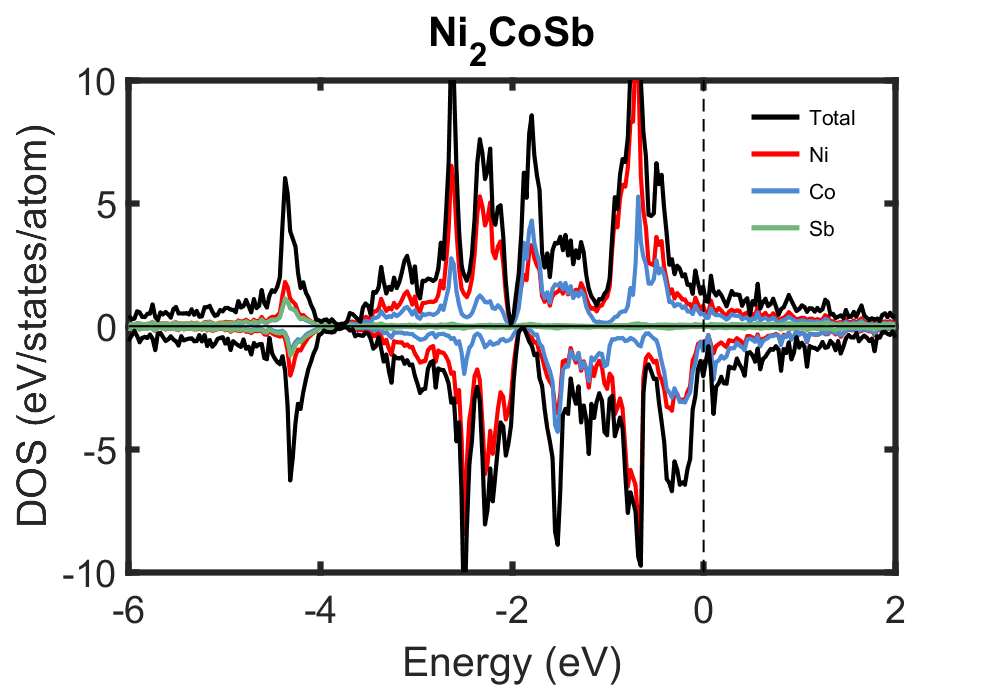 Ni₂CoSb
DOS (eV/states/atom)
10
5
0
-5
-10
Total
Ni
Co
Sb
-6 -4 -2 0 2
Energy (eV)